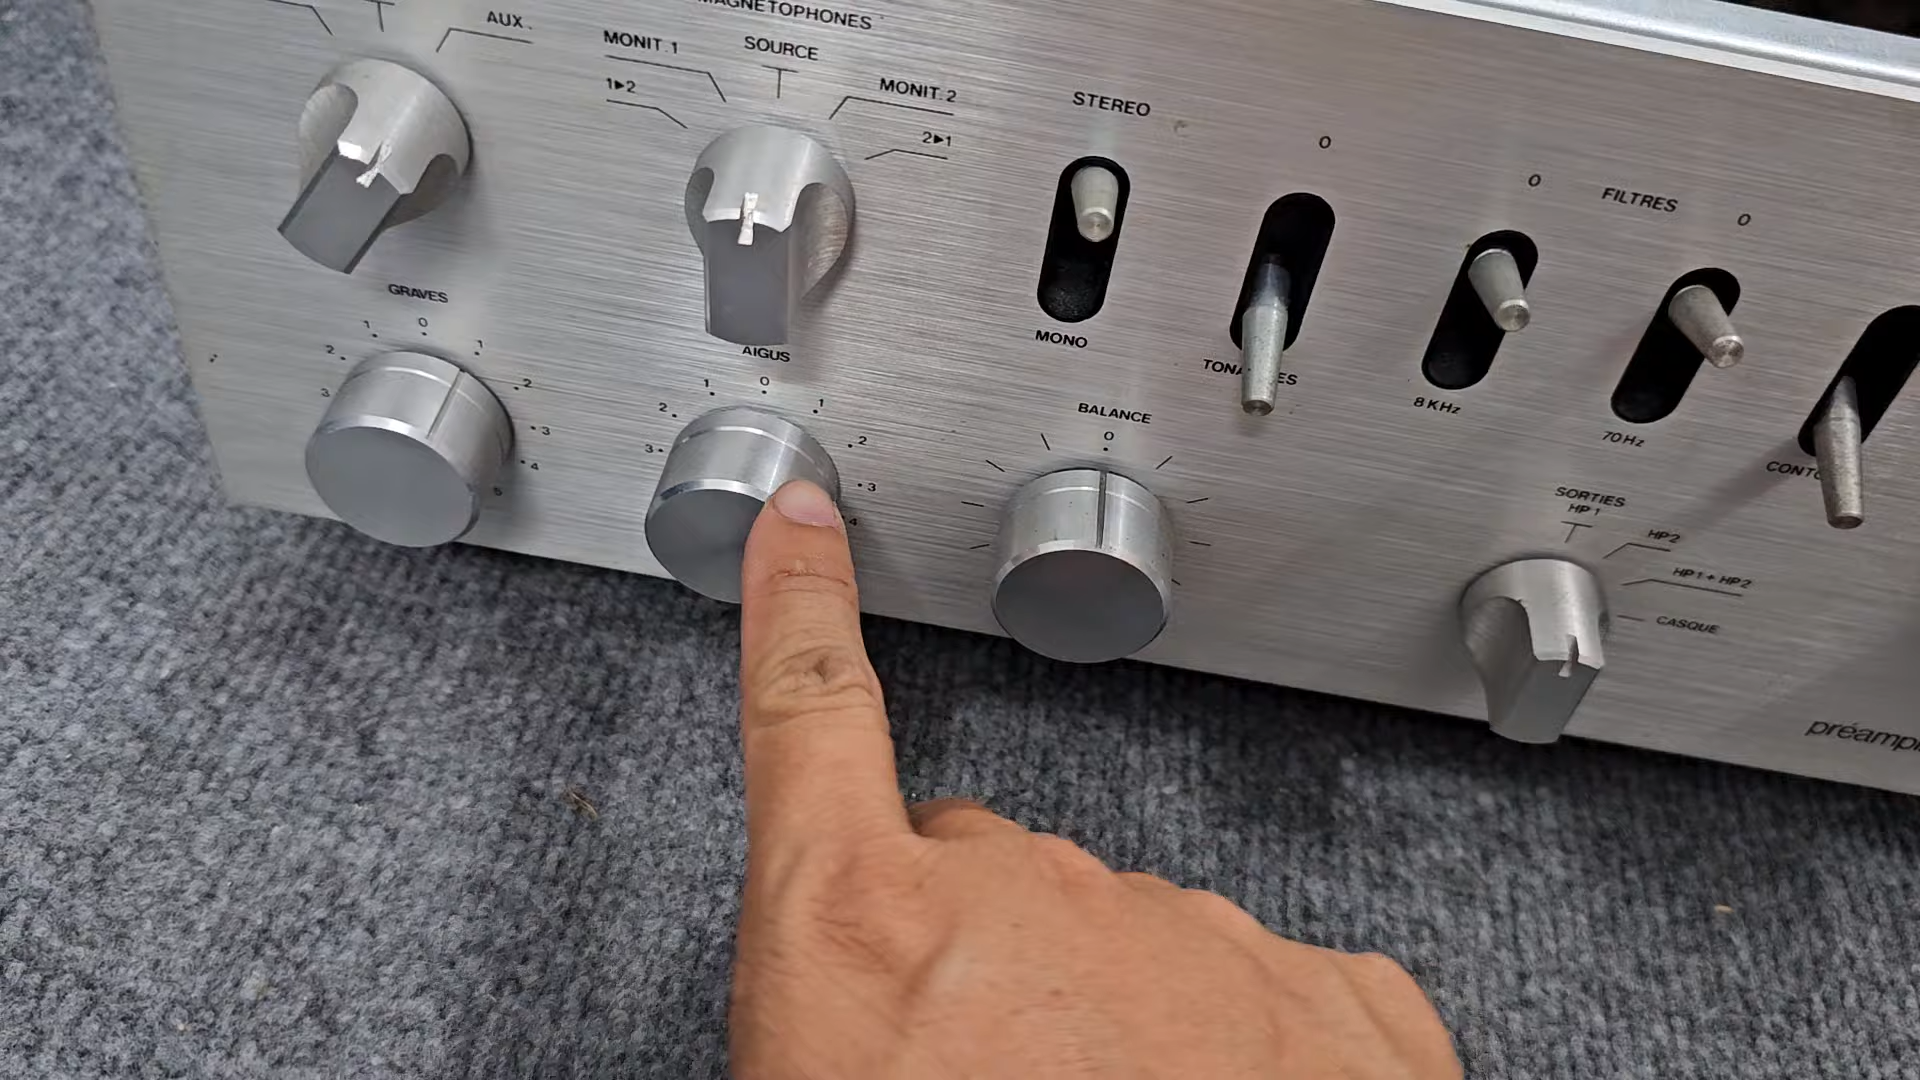 MAGNETOPHONES
AUX.
MONIT. 1
SOURCE
MONIT. 2
1▶2
2▶1
STEREO
MONO
0
0
FILTRES
0
8 KHz
70 Hz
GRAVES
3 2 1 0 1 2 3 4 5
AIGUS
3 2 1 0 1 2 3 4
BALANCE
0
SORTIES
HP 1
HP 2
HP 1 + HP 2
CASQUE